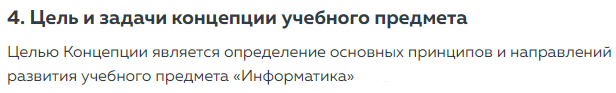 4. Цель и задачи концепции учебного предмета
Целью Концепции является определение основных принципов и направлений
развития учебного предмета «Информатика»